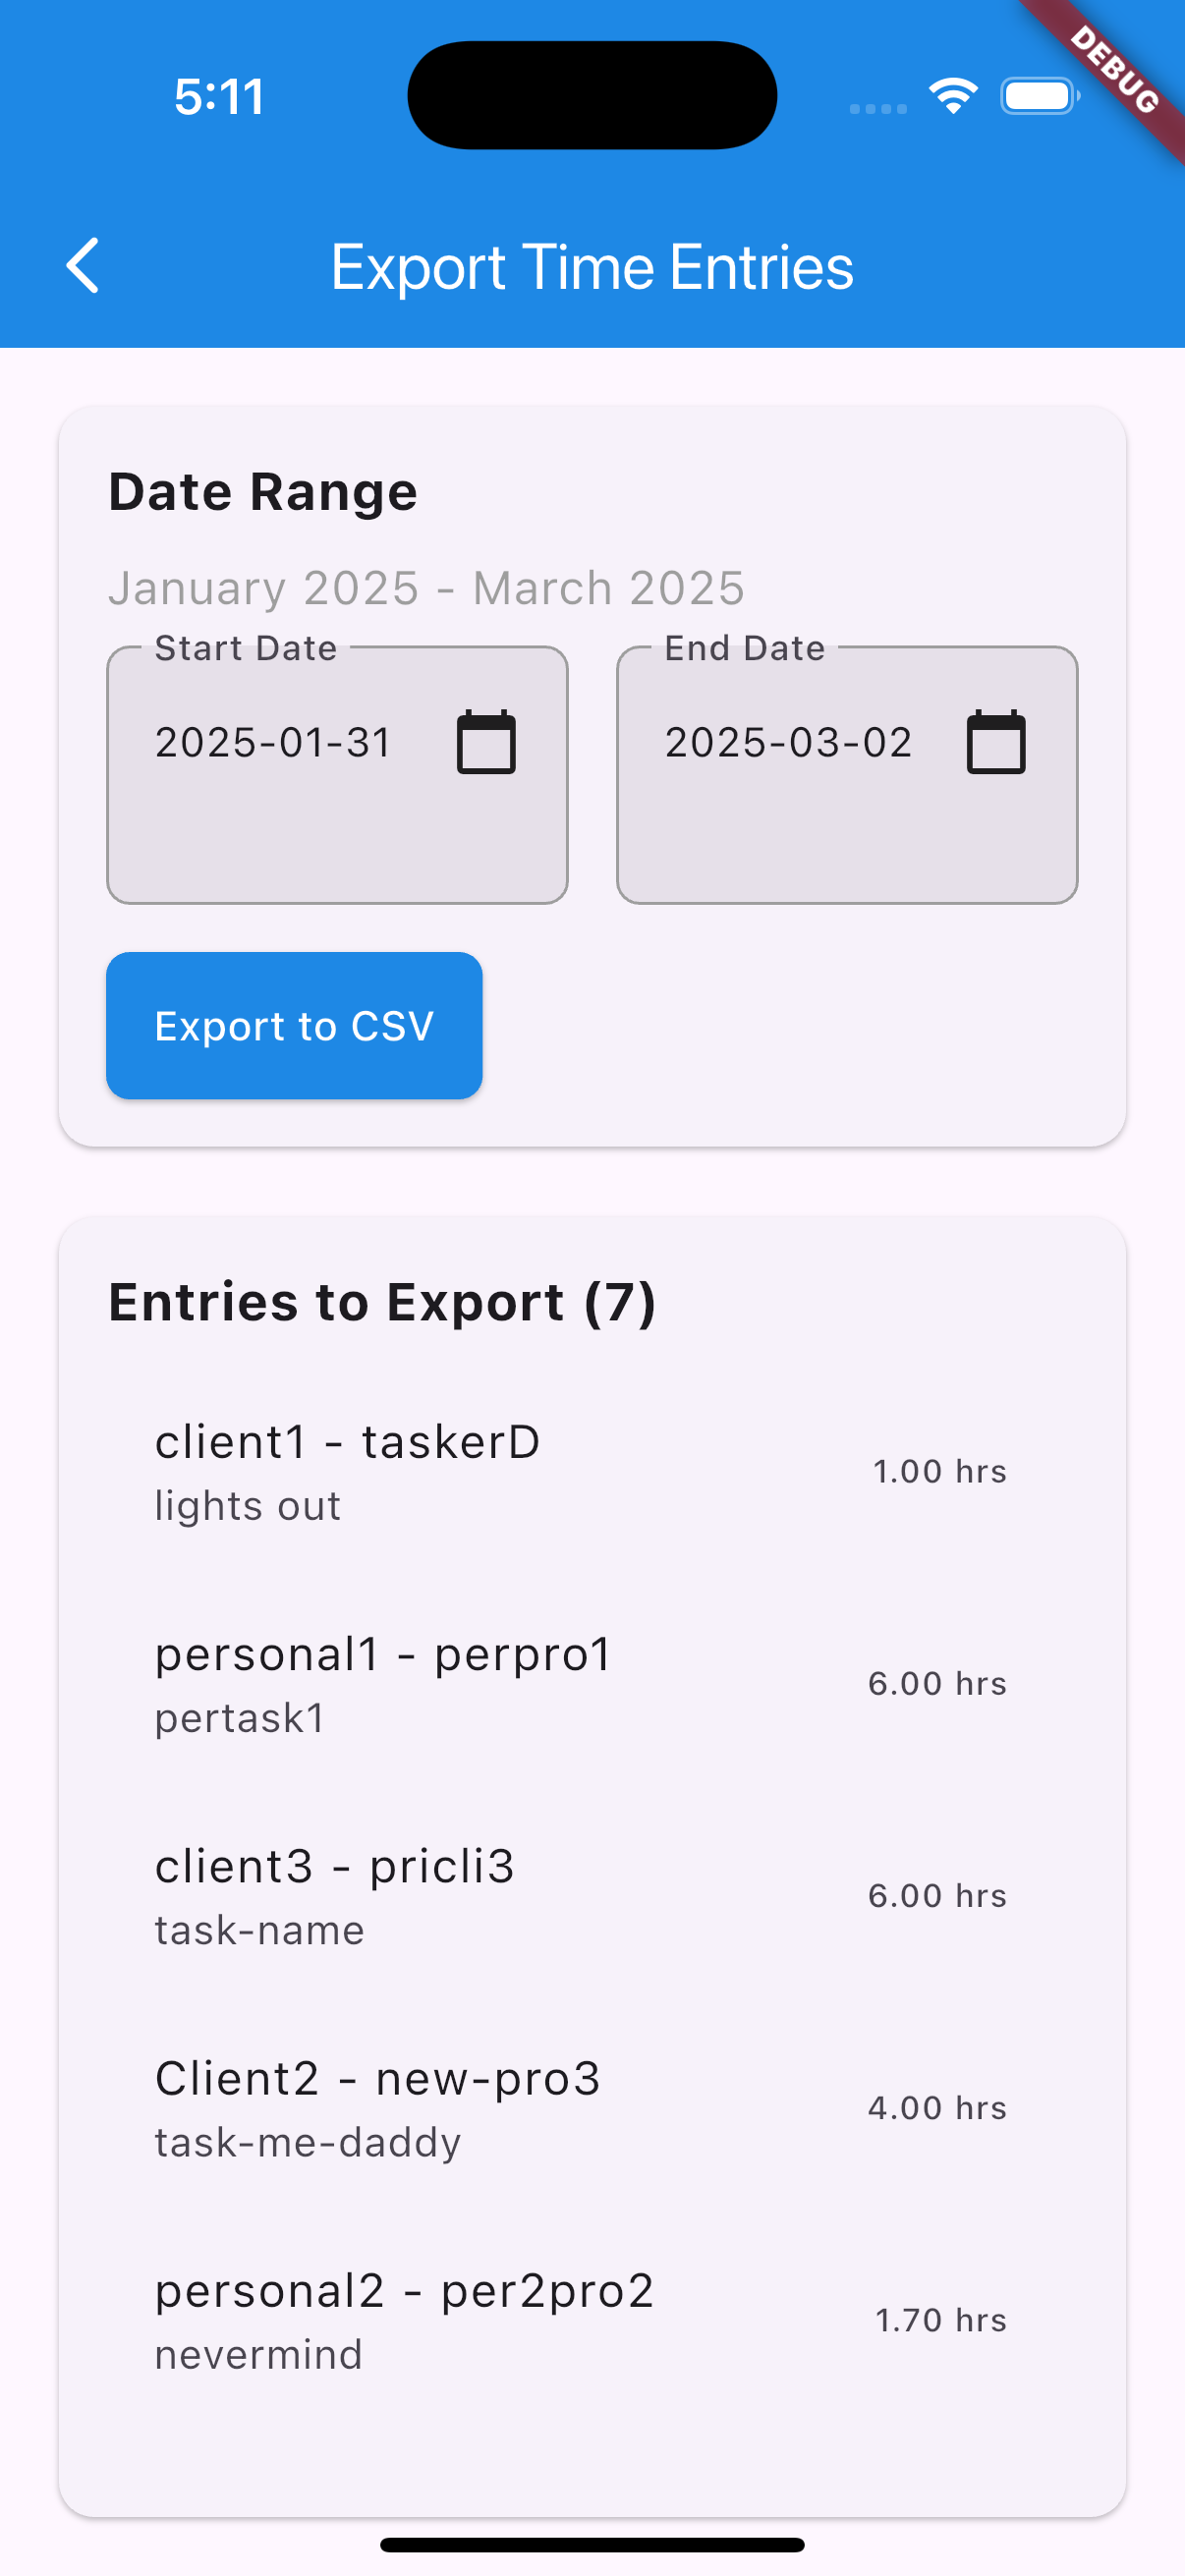 5:11
DEBUG
Export Time Entries
Date Range
January 2025 - March 2025
Start Date
End Date
2025-01-31
2025-03-02
Export to CSV
Entries to Export (7)
client1 - taskerD
lights out
1.00 hrs
personal1 - perpro1
pertask1
6.00 hrs
client3 - pricli3
task-name
6.00 hrs
Client2 - new-pro3
task-me-daddy
4.00 hrs
personal2 - per2pro2
nevermind
1.70 hrs